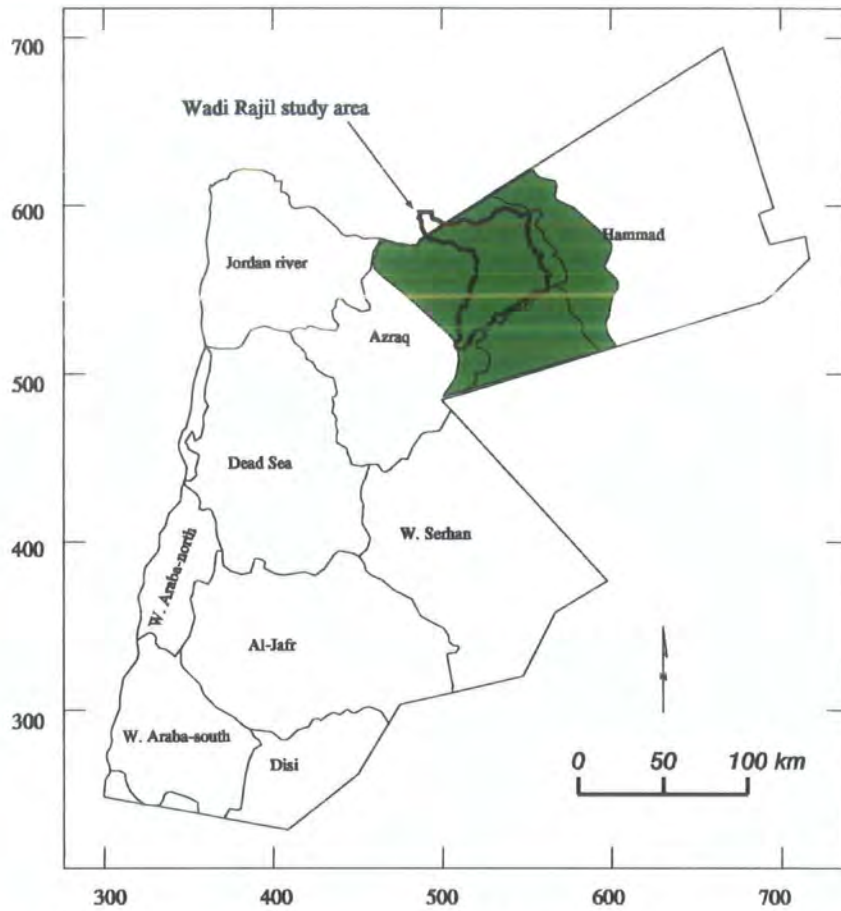 700
Wadi Rajil study area
600
Hammad
Jordan river
Azraq
500
Dead Sea
W. Serhan
400
W. Araba-north
Al-Jafr
300
W. Araba-south
Disi
0 50 100 km
300 400 500 600 700